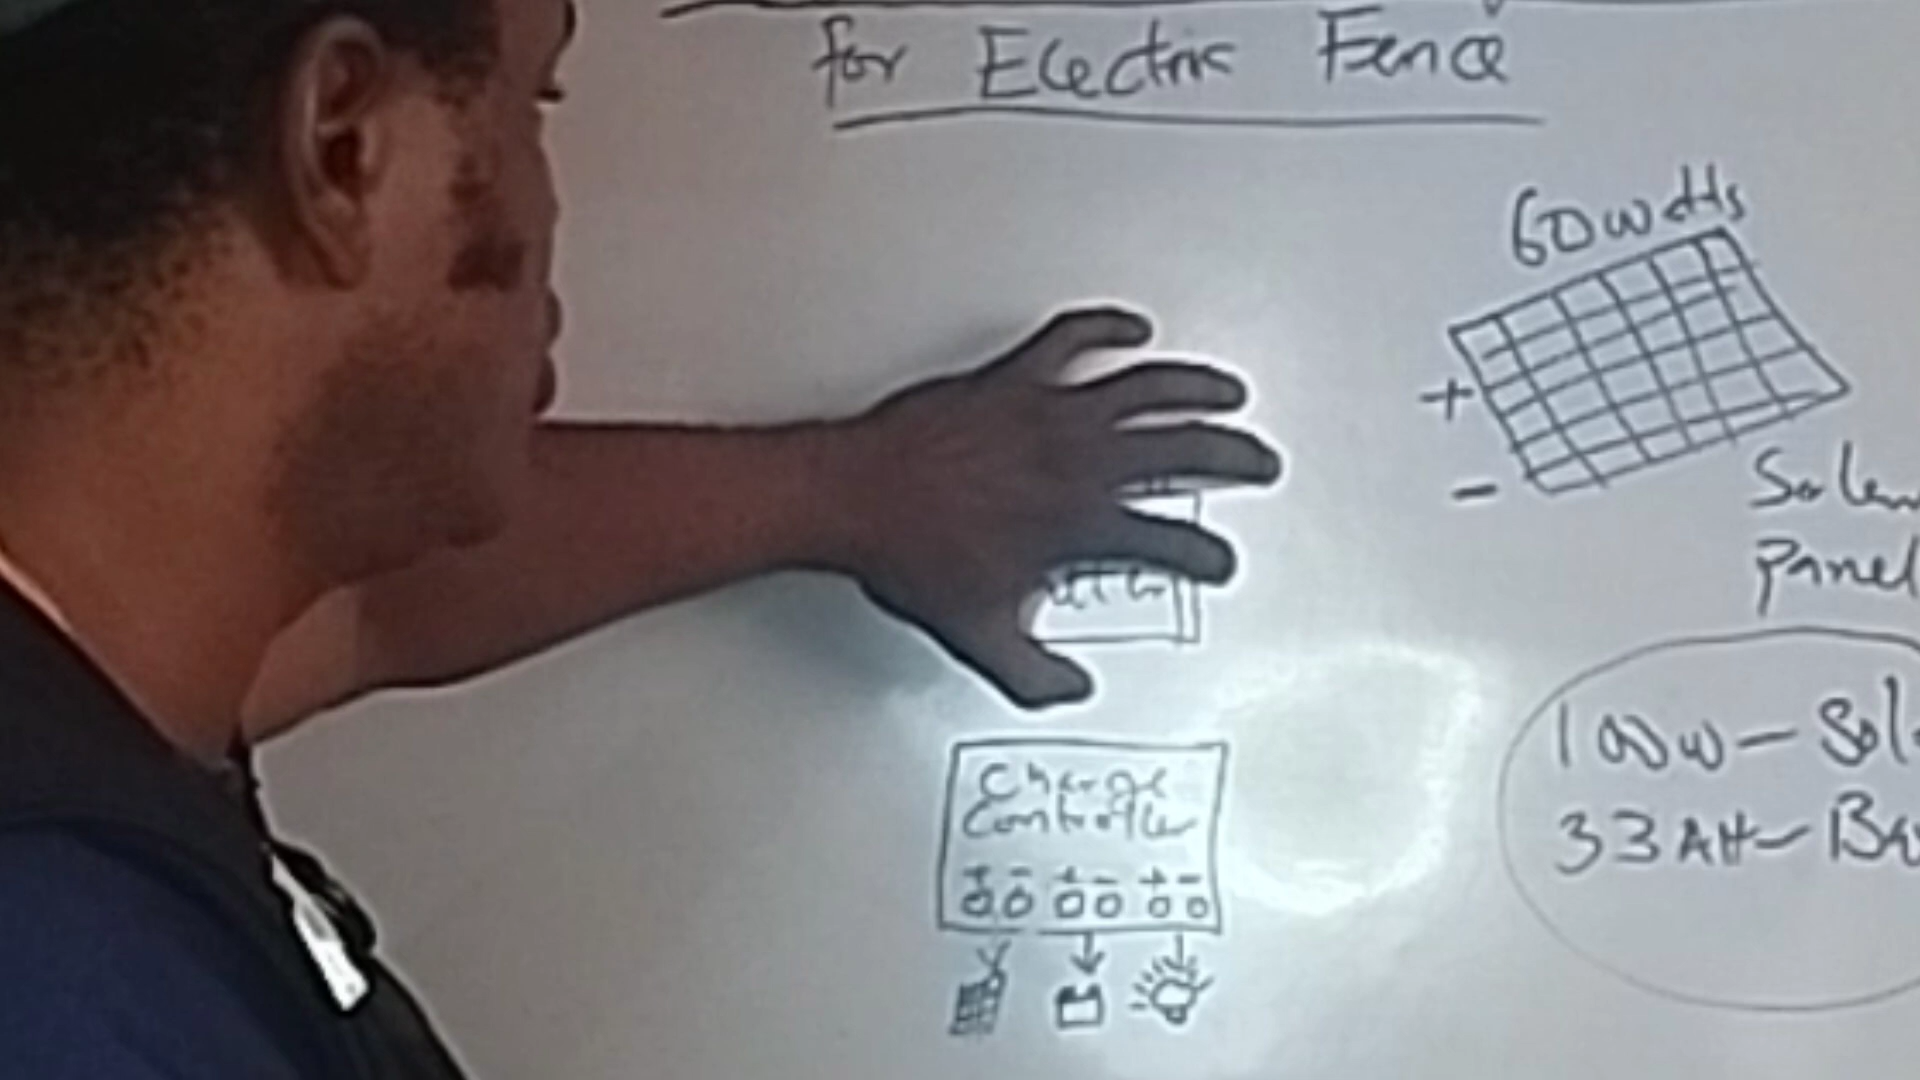 for Electric Fence
60watts
+
-
Solar
Panel
100w - Sol
33AH - Ba
Charge
Controller
+ - + - + -